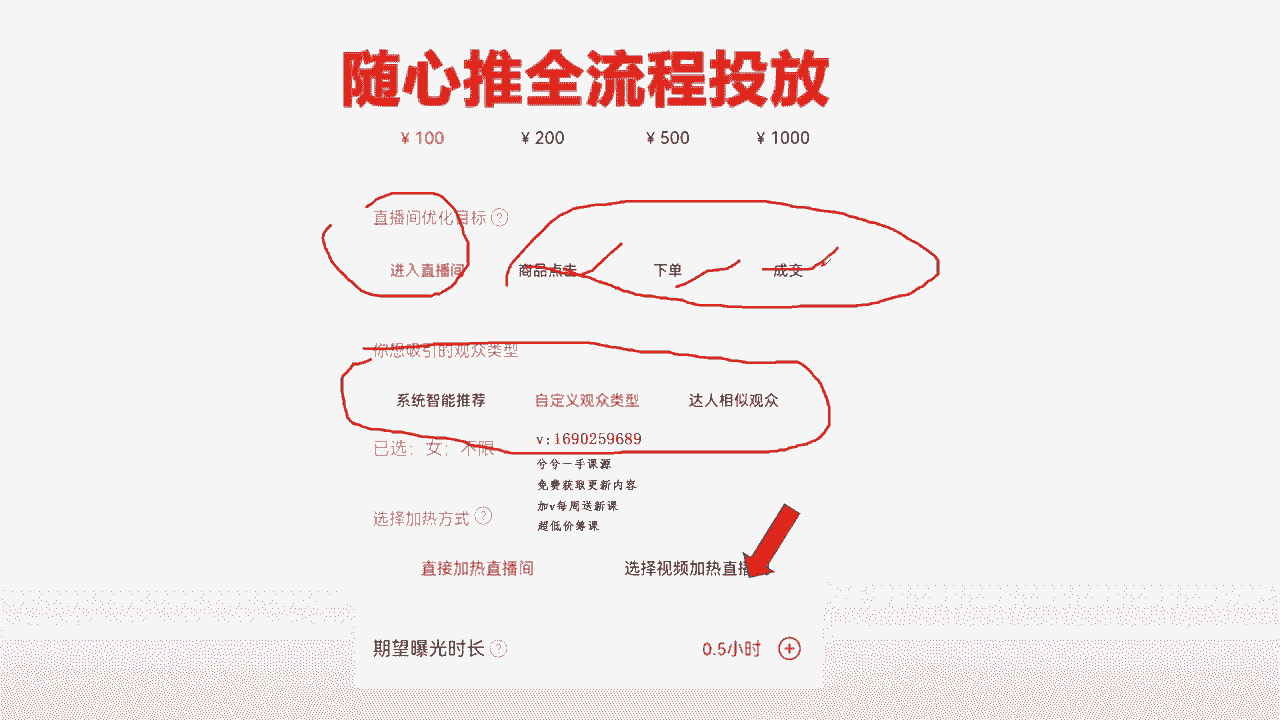 随心推全流程投放
¥ 100 ¥ 200 ¥ 500 ¥ 1000
直播间优化目标 ?
进入直播间 商品点击 下单 成交
你想吸引的观众类型
系统智能推荐 自定义观众类型 达人相似观众
v:1690259689
已选：女；不限
兮兮一手课源
免费获取更新内容
加v每周送新课
选择加热方式 ?
超低价筹课
直接加热直播间 选择视频加热直播
期望曝光时长 ? 0.5小时 +